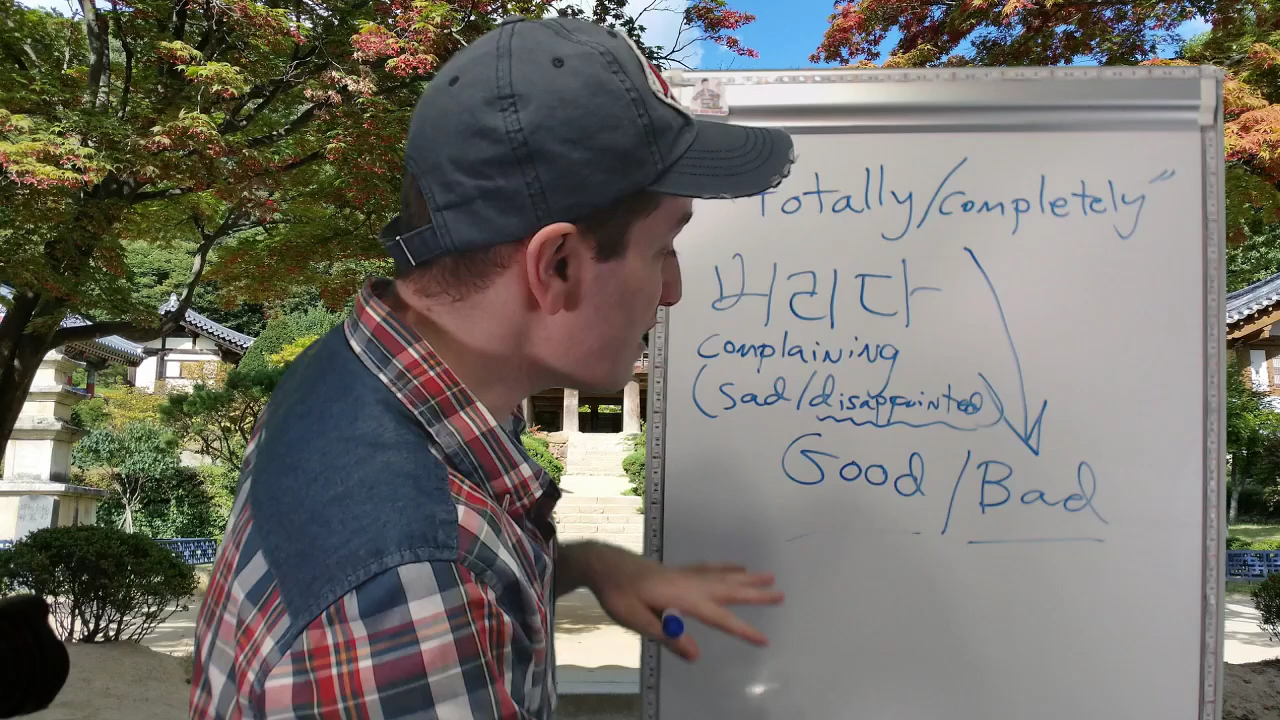 Totally/completely”
버리다
complaining
(sad/disappointed)
Good/Bad